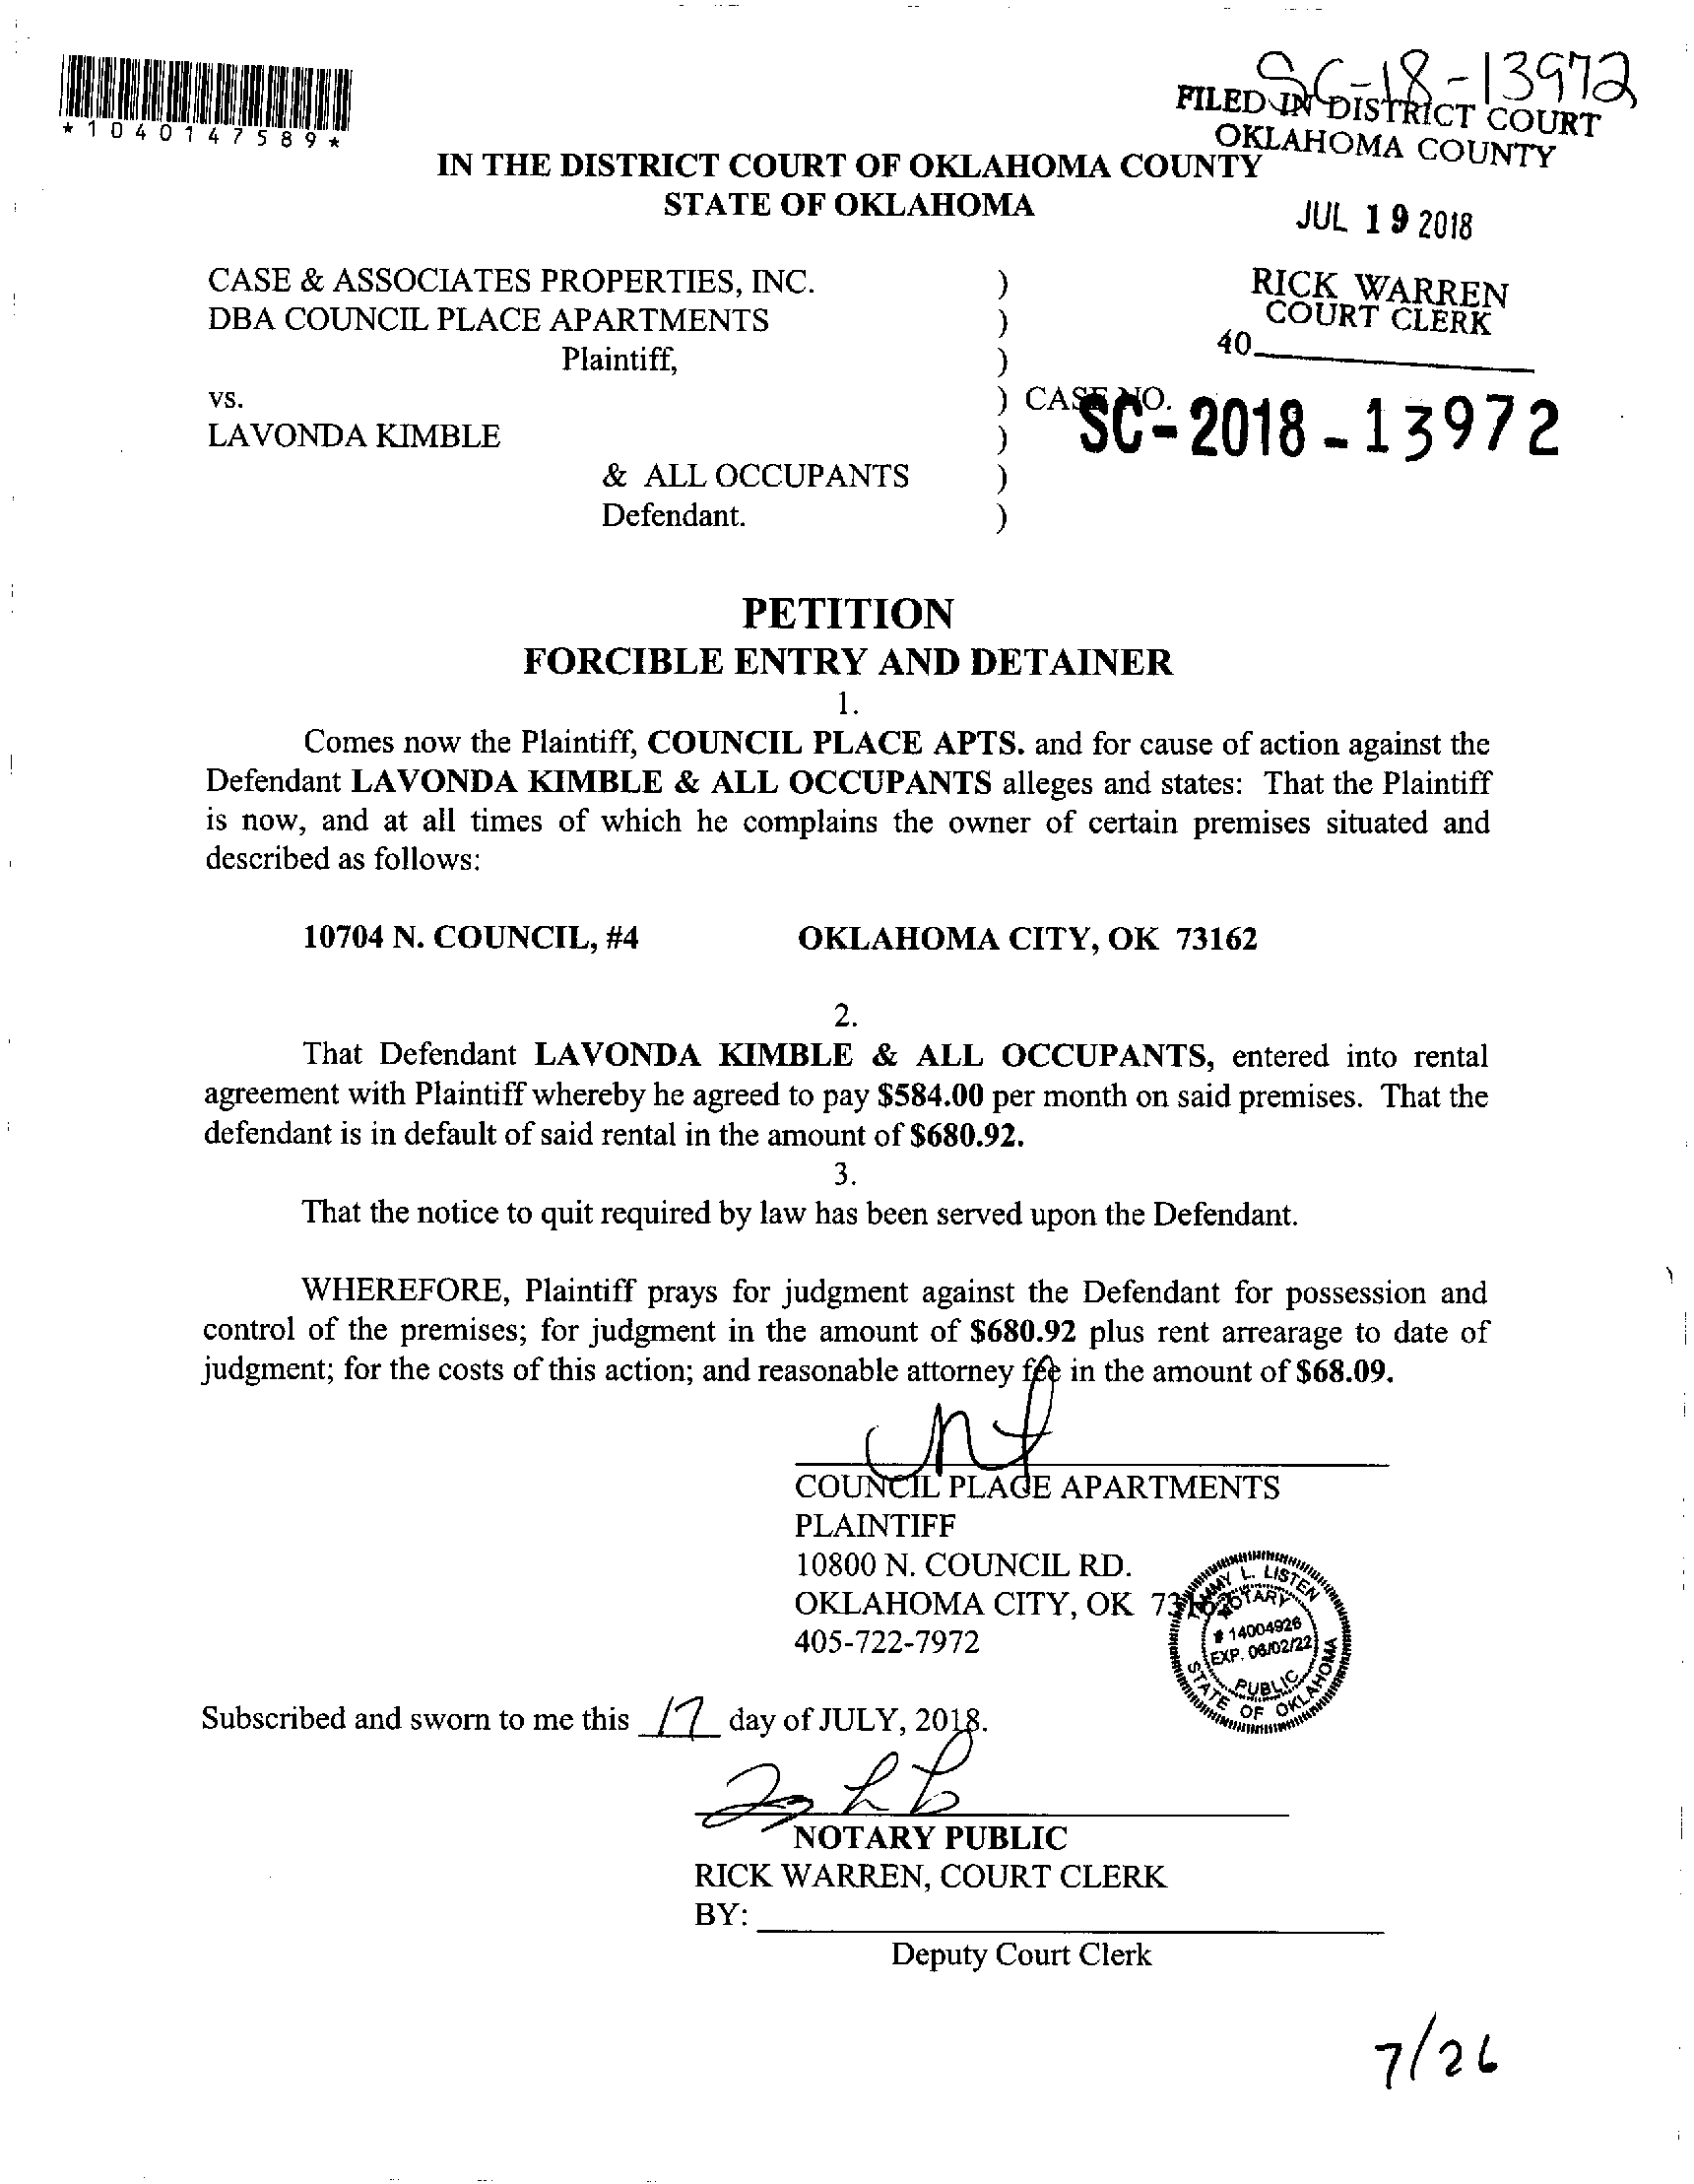 SC-18-13972
*1040147589*
FILED IN DISTRICT COURT
OKLAHOMA COUNTY
IN THE DISTRICT COURT OF OKLAHOMA COUNTY
STATE OF OKLAHOMA
JUL 19 2018
CASE & ASSOCIATES PROPERTIES, INC. )
RICK WARREN
COURT CLERK
DBA COUNCIL PLACE APARTMENTS )
40
Plaintiff, )
vs. ) CASE NO.
SC-2018-13972
LAVONDA KIMBLE )
& ALL OCCUPANTS )
Defendant. )
PETITION
FORCIBLE ENTRY AND DETAINER
1.
Comes now the Plaintiff, COUNCIL PLACE APTS. and for cause of action against the
Defendant LAVONDA KIMBLE & ALL OCCUPANTS alleges and states: That the Plaintiff
is now, and at all times of which he complains the owner of certain premises situated and
described as follows:
10704 N. COUNCIL, #4 OKLAHOMA CITY, OK 73162
2.
That Defendant LAVONDA KIMBLE & ALL OCCUPANTS, entered into rental
agreement with Plaintiff whereby he agreed to pay $584.00 per month on said premises. That the
defendant is in default of said rental in the amount of $680.92.
3.
That the notice to quit required by law has been served upon the Defendant.
WHEREFORE, Plaintiff prays for judgment against the Defendant for possession and
control of the premises; for judgment in the amount of $680.92 plus rent arrearage to date of
judgment; for the costs of this action; and reasonable attorney fee in the amount of $68.09.
COUNCIL PLACE APARTMENTS
PLAINTIFF
10800 N. COUNCIL RD.
OKLAHOMA CITY, OK 73162
405-722-7972
L. LISTEN
NOTARY
# 14004926
EXP. 06/02/22
PUBLIC
STATE OF OKLAHOMA
Subscribed and sworn to me this 17 day of JULY, 2018.
NOTARY PUBLIC
RICK WARREN, COURT CLERK
BY:
Deputy Court Clerk
7/26